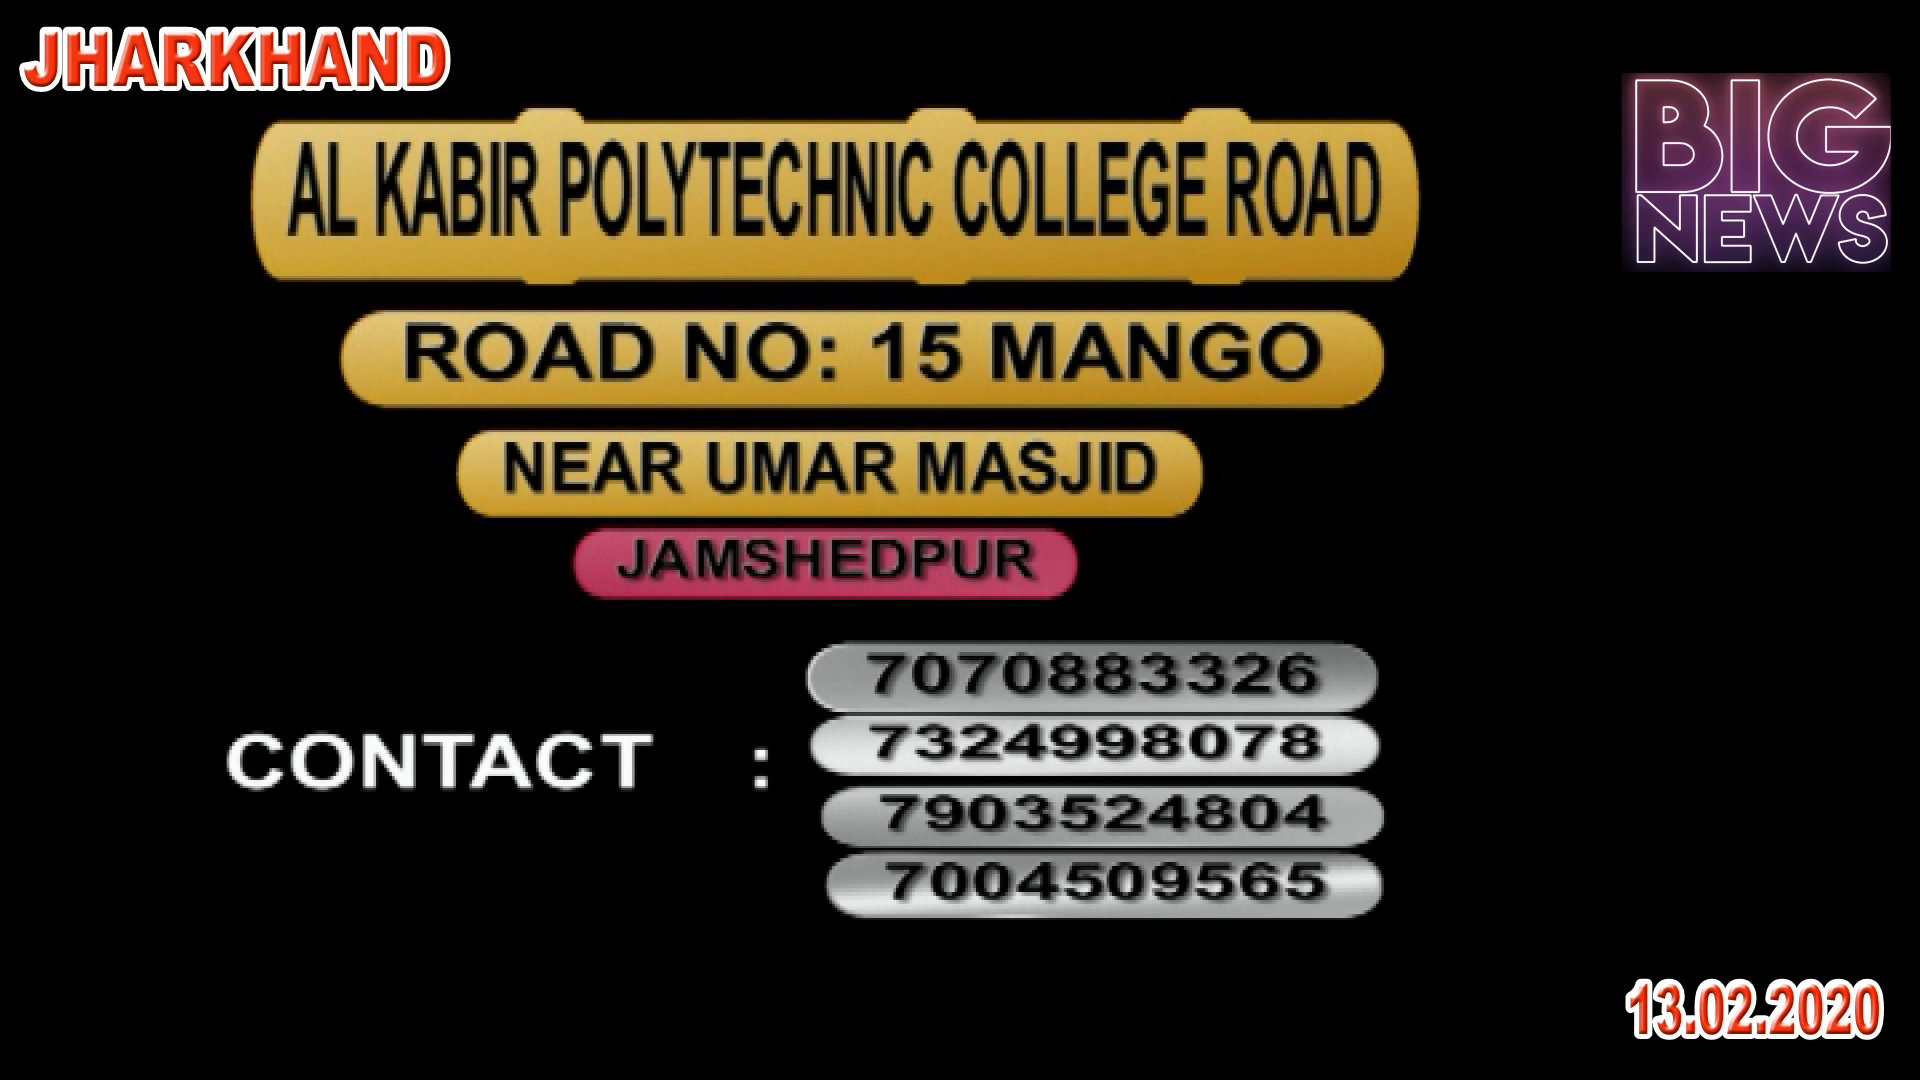 JHARKHAND
BIG
NEWS
AL KABIR POLYTECHNIC COLLEGE ROAD
ROAD NO: 15 MANGO
NEAR UMAR MASJID
JAMSHEDPUR
CONTACT :
7070883326
7324998078
7903524804
7004509565
13.02.2020